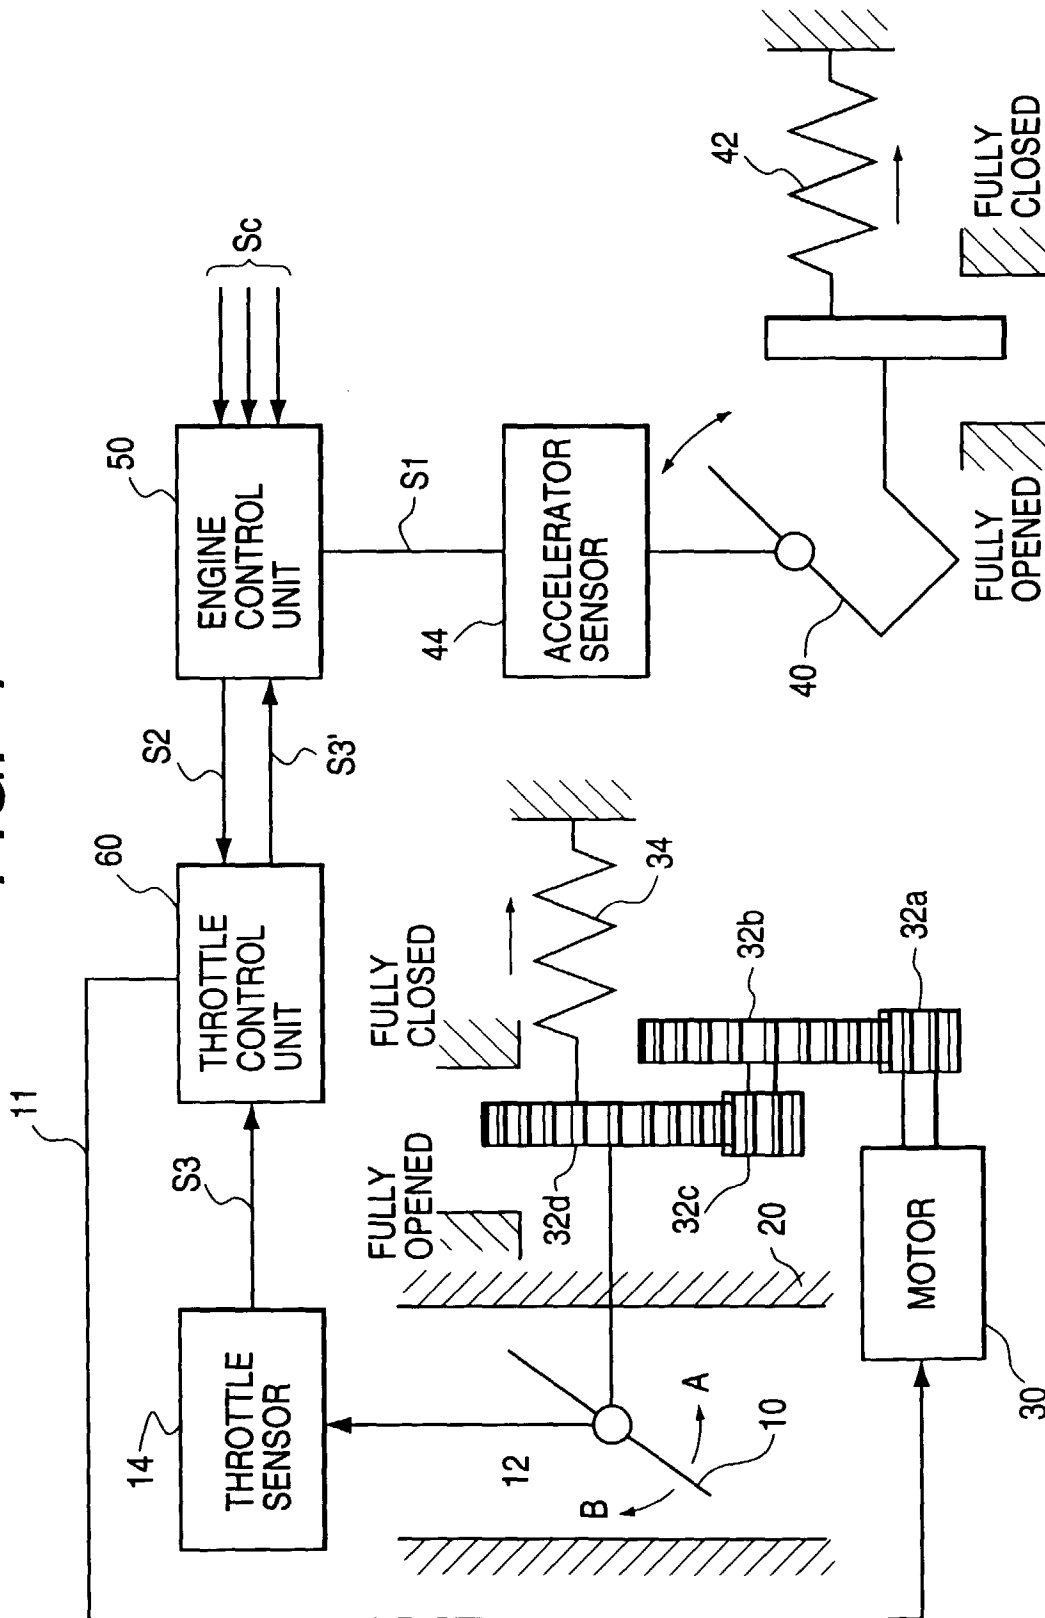 11
14
THROTTLE
SENSOR
S3
60
THROTTLE
CONTROL
UNIT
S2
S3'
50
ENGINE
CONTROL
UNIT
Sc
S1
44
ACCELERATOR
SENSOR
40
42
FULLY
OPENED
FULLY
CLOSED
FULLY
OPENED
FULLY
CLOSED
34
32d
32c
32b
32a
20
12
B
A
10
MOTOR
30